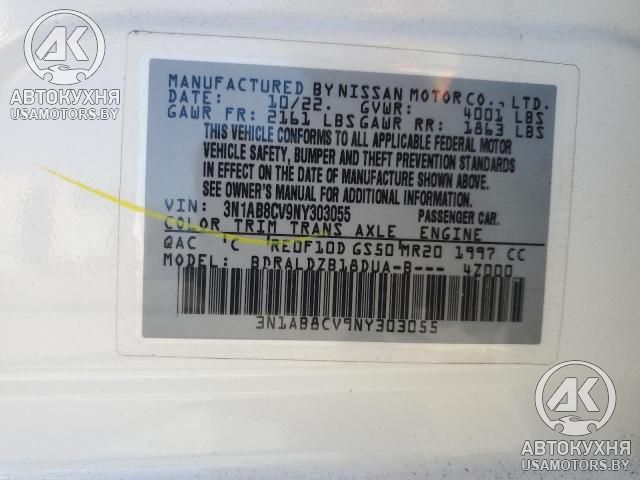 AK
АВТОКУХНЯ
USAMOTORS.BY
MANUFACTURED BY NISSAN MOTOR CO., LTD.
DATE: 10/22. GVWR: 4001 LBS
GAWR FR: 2161 LBS GAWR RR: 1863 LBS
THIS VEHICLE CONFORMS TO ALL APPLICABLE FEDERAL MOTOR
VEHICLE SAFETY, BUMPER AND THEFT PREVENTION STANDARDS
IN EFFECT ON THE DATE OF MANUFACTURE SHOWN ABOVE.
SEE OWNER'S MANUAL FOR ADDITIONAL INFORMATION.
VIN: 3N1AB8CV9NY303055 PASSENGER CAR.
COLOR TRIM TRANS AXLE ENGINE
QAC 'C 'RE0F10D GS50 MR20 1997 CC
MODEL: BDRALDZB18DUA-B--- 4Z000
3N1AB8CV9NY303055
AK
АВТОКУХНЯ
USAMOTORS.BY